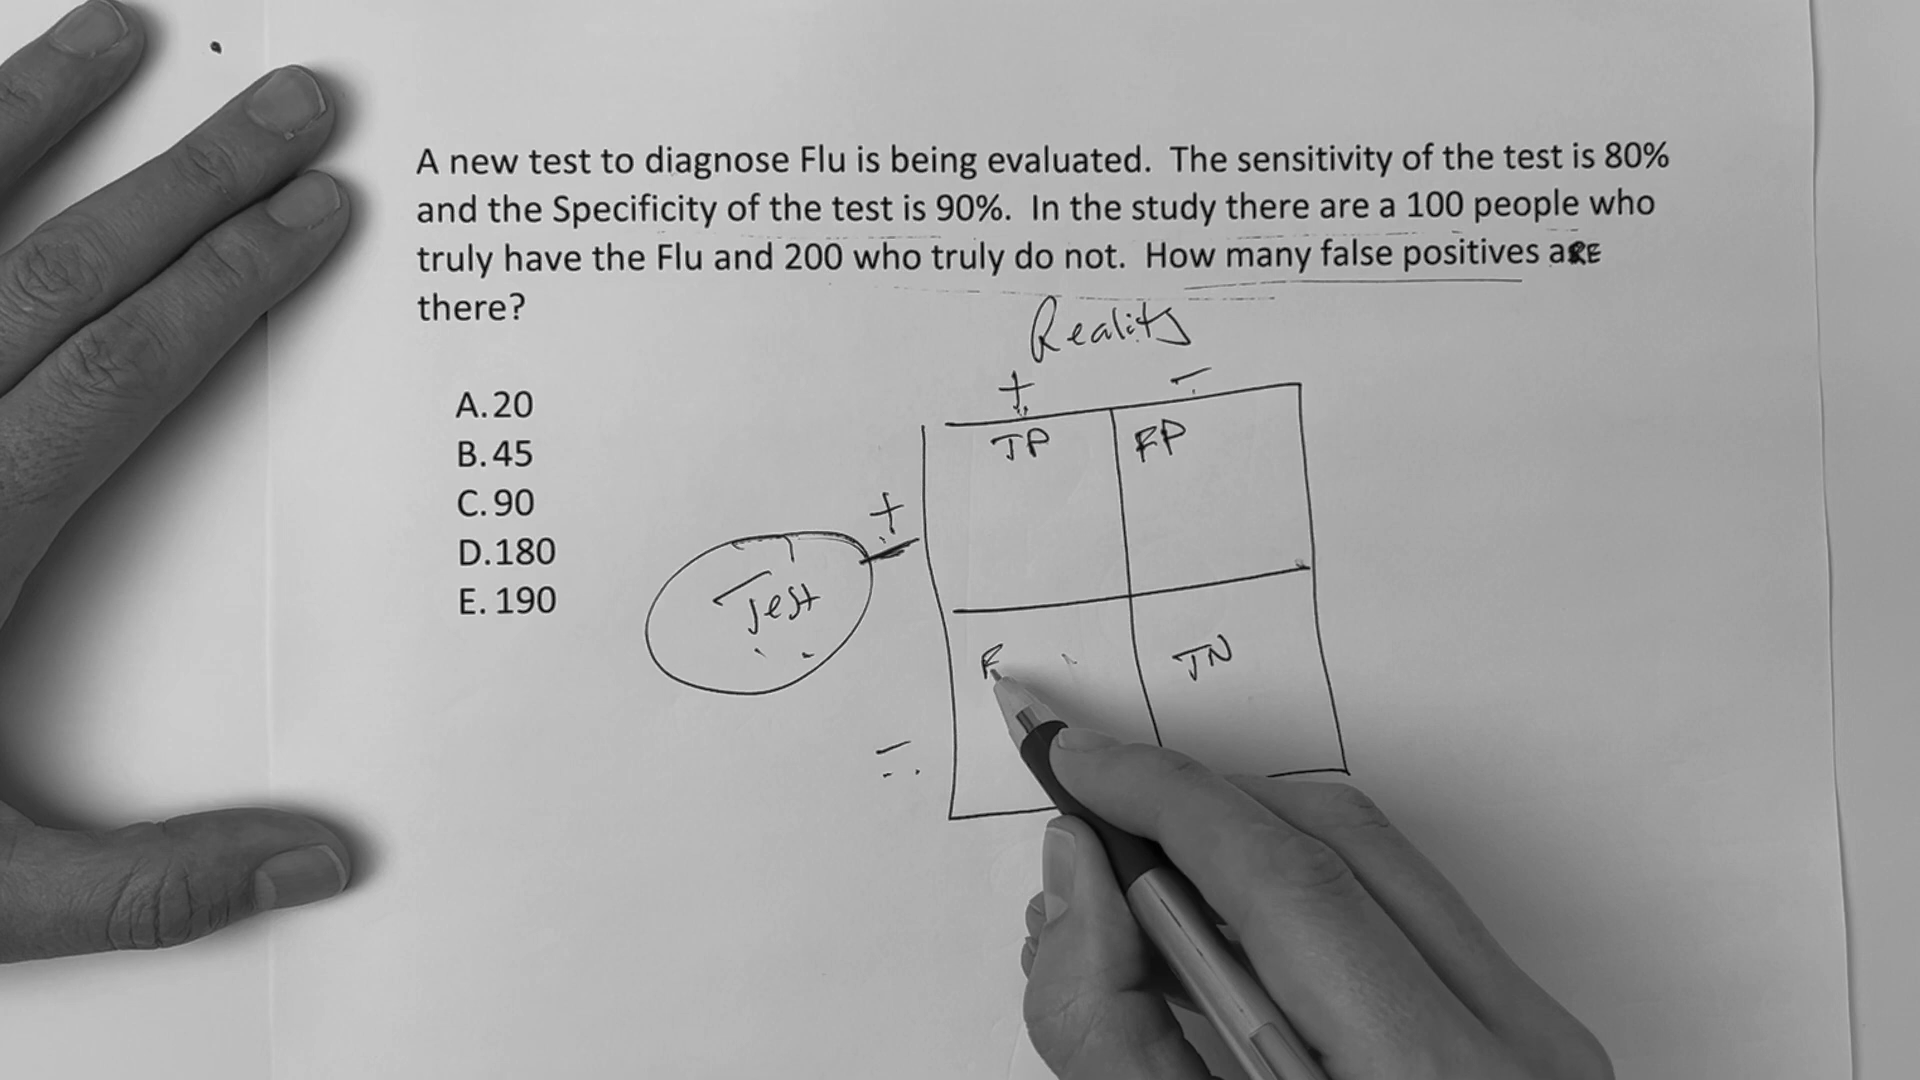 A new test to diagnose Flu is being evaluated. The sensitivity of the test is 80%
and the Specificity of the test is 90%. In the study there are a 100 people who
truly have the Flu and 200 who truly do not. How many false positives aRE
there?
Reality
+ -
A. 20
B. 45
C. 90
D. 180
E. 190
TP FP
+
Test
F TN
-